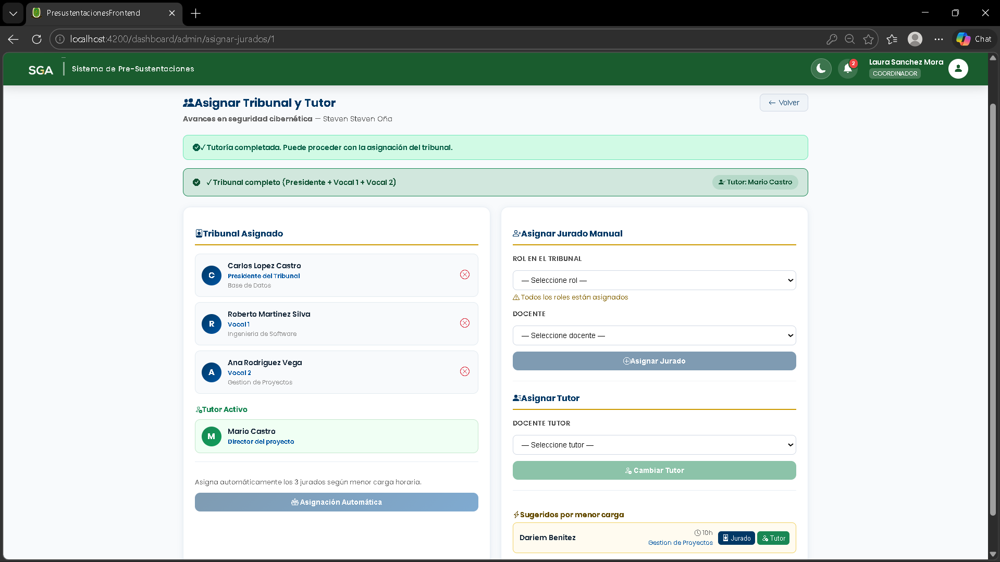 PresustentacionesFrontend
localhost:4200/dashboard/admin/asignar-jurados/1
Chat
SGA
Sistema de Pre-Sustentaciones
2
Laura Sanchez Mora
COORDINADOR
Asignar Tribunal y Tutor
← Volver
Avances en seguridad cibernética — Steven Steven Oña
✓ Tutoría completada. Puede proceder con la asignación del tribunal.
✓ Tribunal completo (Presidente + Vocal 1 + Vocal 2)
Tutor: Mario Castro
Tribunal Asignado
C
Carlos Lopez Castro
Presidente del Tribunal
Base de Datos
R
Roberto Martinez Silva
Vocal 1
Ingenieria de Software
A
Ana Rodriguez Vega
Vocal 2
Gestion de Proyectos
Tutor Activo
M
Mario Castro
Director del proyecto
Asigna automáticamente los 3 jurados según menor carga horaria.
Asignación Automática
Asignar Jurado Manual
ROL EN EL TRIBUNAL
— Seleccione rol —
Todos los roles están asignados
DOCENTE
— Seleccione docente —
Asignar Jurado
Asignar Tutor
DOCENTE TUTOR
— Seleccione tutor —
Cambiar Tutor
Sugeridos por menor carga
Dariem Benitez
10h
Gestion de Proyectos
Jurado
Tutor